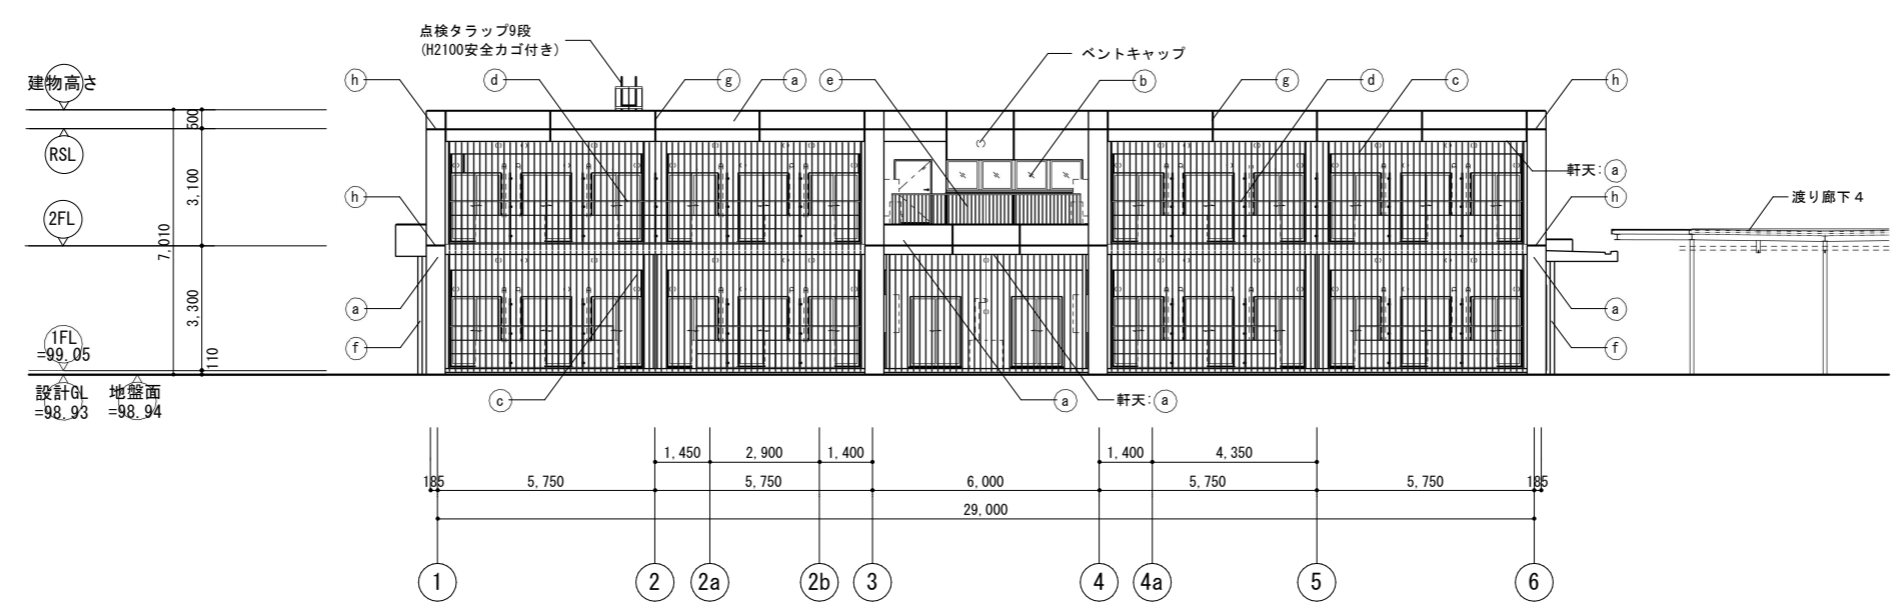 点検タラップ9段
(H2100安全カゴ付き)
ベントキャップ
建物高さ
h
d
g
a
e
b
g
d
c
h
600
RSL
3,100
軒天:a
h
h
渡り廊下4
2FL
7,010
3,300
a
a
1FL
=99.05
110
f
f
設計GL
=98.93
地盤面
=98.94
c
a
軒天:a
1,450
2,900
1,400
1,400
4,350
185
5,750
5,750
6,000
5,750
5,750
185
29,000
1
2
2a
2b
3
4
4a
5
6